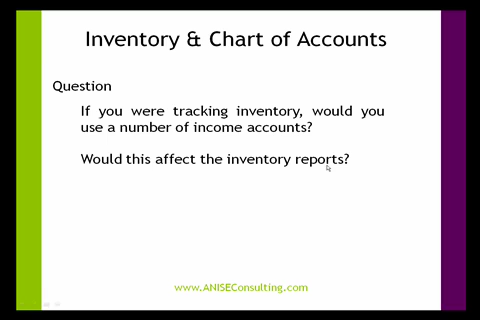 Inventory & Chart of Accounts
Question
If you were tracking inventory, would you
use a number of income accounts?
Would this affect the inventory reports?
www.ANISEConsulting.com